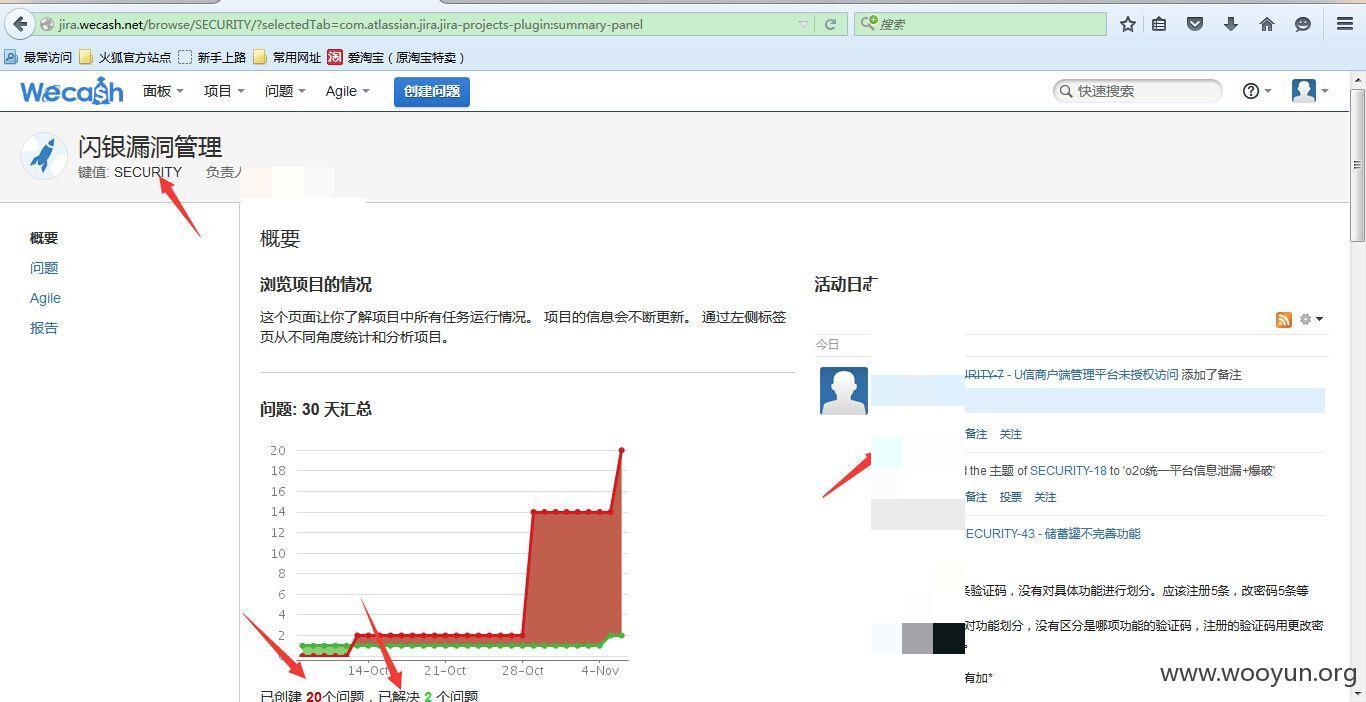 jira.wecash.net/browse/SECURITY/?selectedTab=com.atlassian.jira.jira-projects-plugin:summary-panel
搜索
最常访问 火狐官方站点 新手上路 常用网址 淘 爱淘宝（原淘宝特卖）
Wecash 面板 项目 问题 Agile 创建问题 快速搜索
闪银漏洞管理
键值: SECURITY · 负责人
概要
问题
Agile
报告
概要
浏览项目的情况
这个页面让你了解项目中所有任务运行情况。 项目的信息会不断更新。 通过左侧标签
页从不同角度统计和分析项目。
问题: 30 天汇总
20
18
16
14
12
10
8
6
4
2
14-Oct 21-Oct 28-Oct 4-Nov
已创建 20个问题，已解决 2 个问题
活动日志
今日
URITY-7 - U信商户端管理平台未授权访问 添加了备注
备注 关注
the 主题 of SECURITY-18 to 'o2o统一平台信息泄漏+爆破'
备注 投票 关注
ECURITY-43 - 储蓄罐不完善功能
条验证码，没有对具体功能进行划分。应该注册5条，改密码5条等
对功能划分，没有区分是哪项功能的验证码，注册的验证码用更改密
有加*
www.wooyun.org